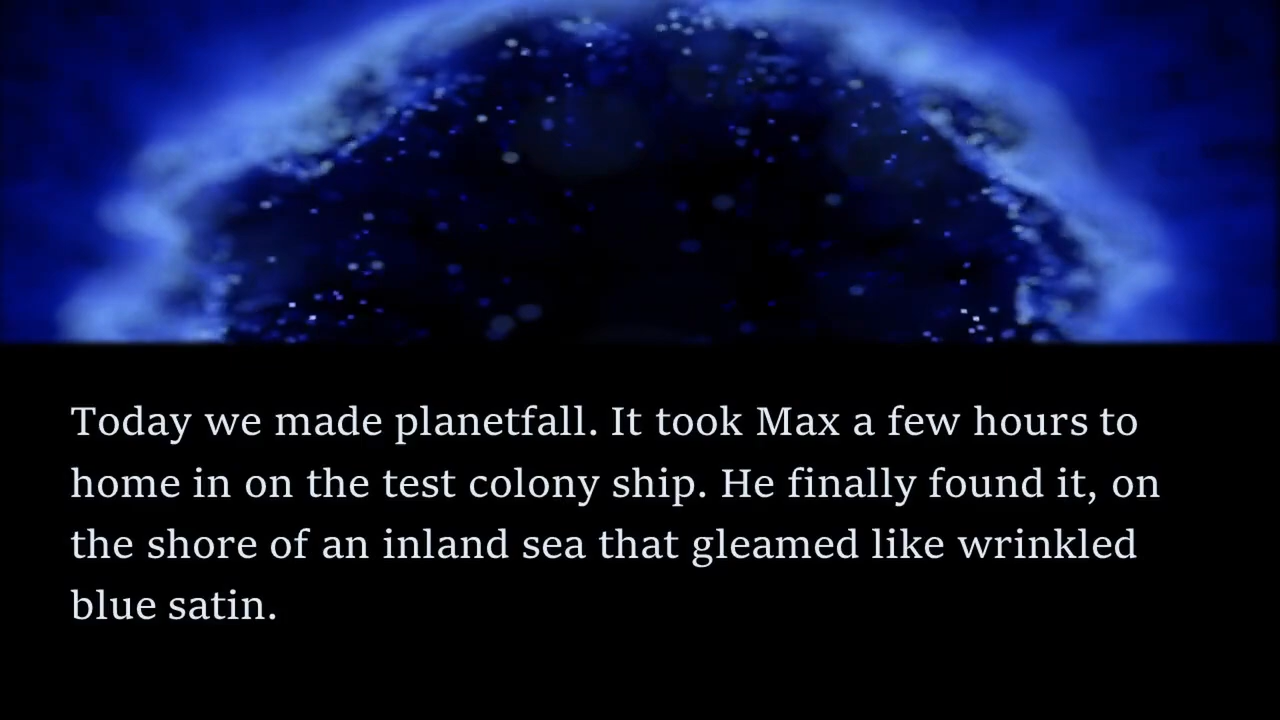 Today we made planetfall. It took Max a few hours to
home in on the test colony ship. He finally found it, on
the shore of an inland sea that gleamed like wrinkled
blue satin.